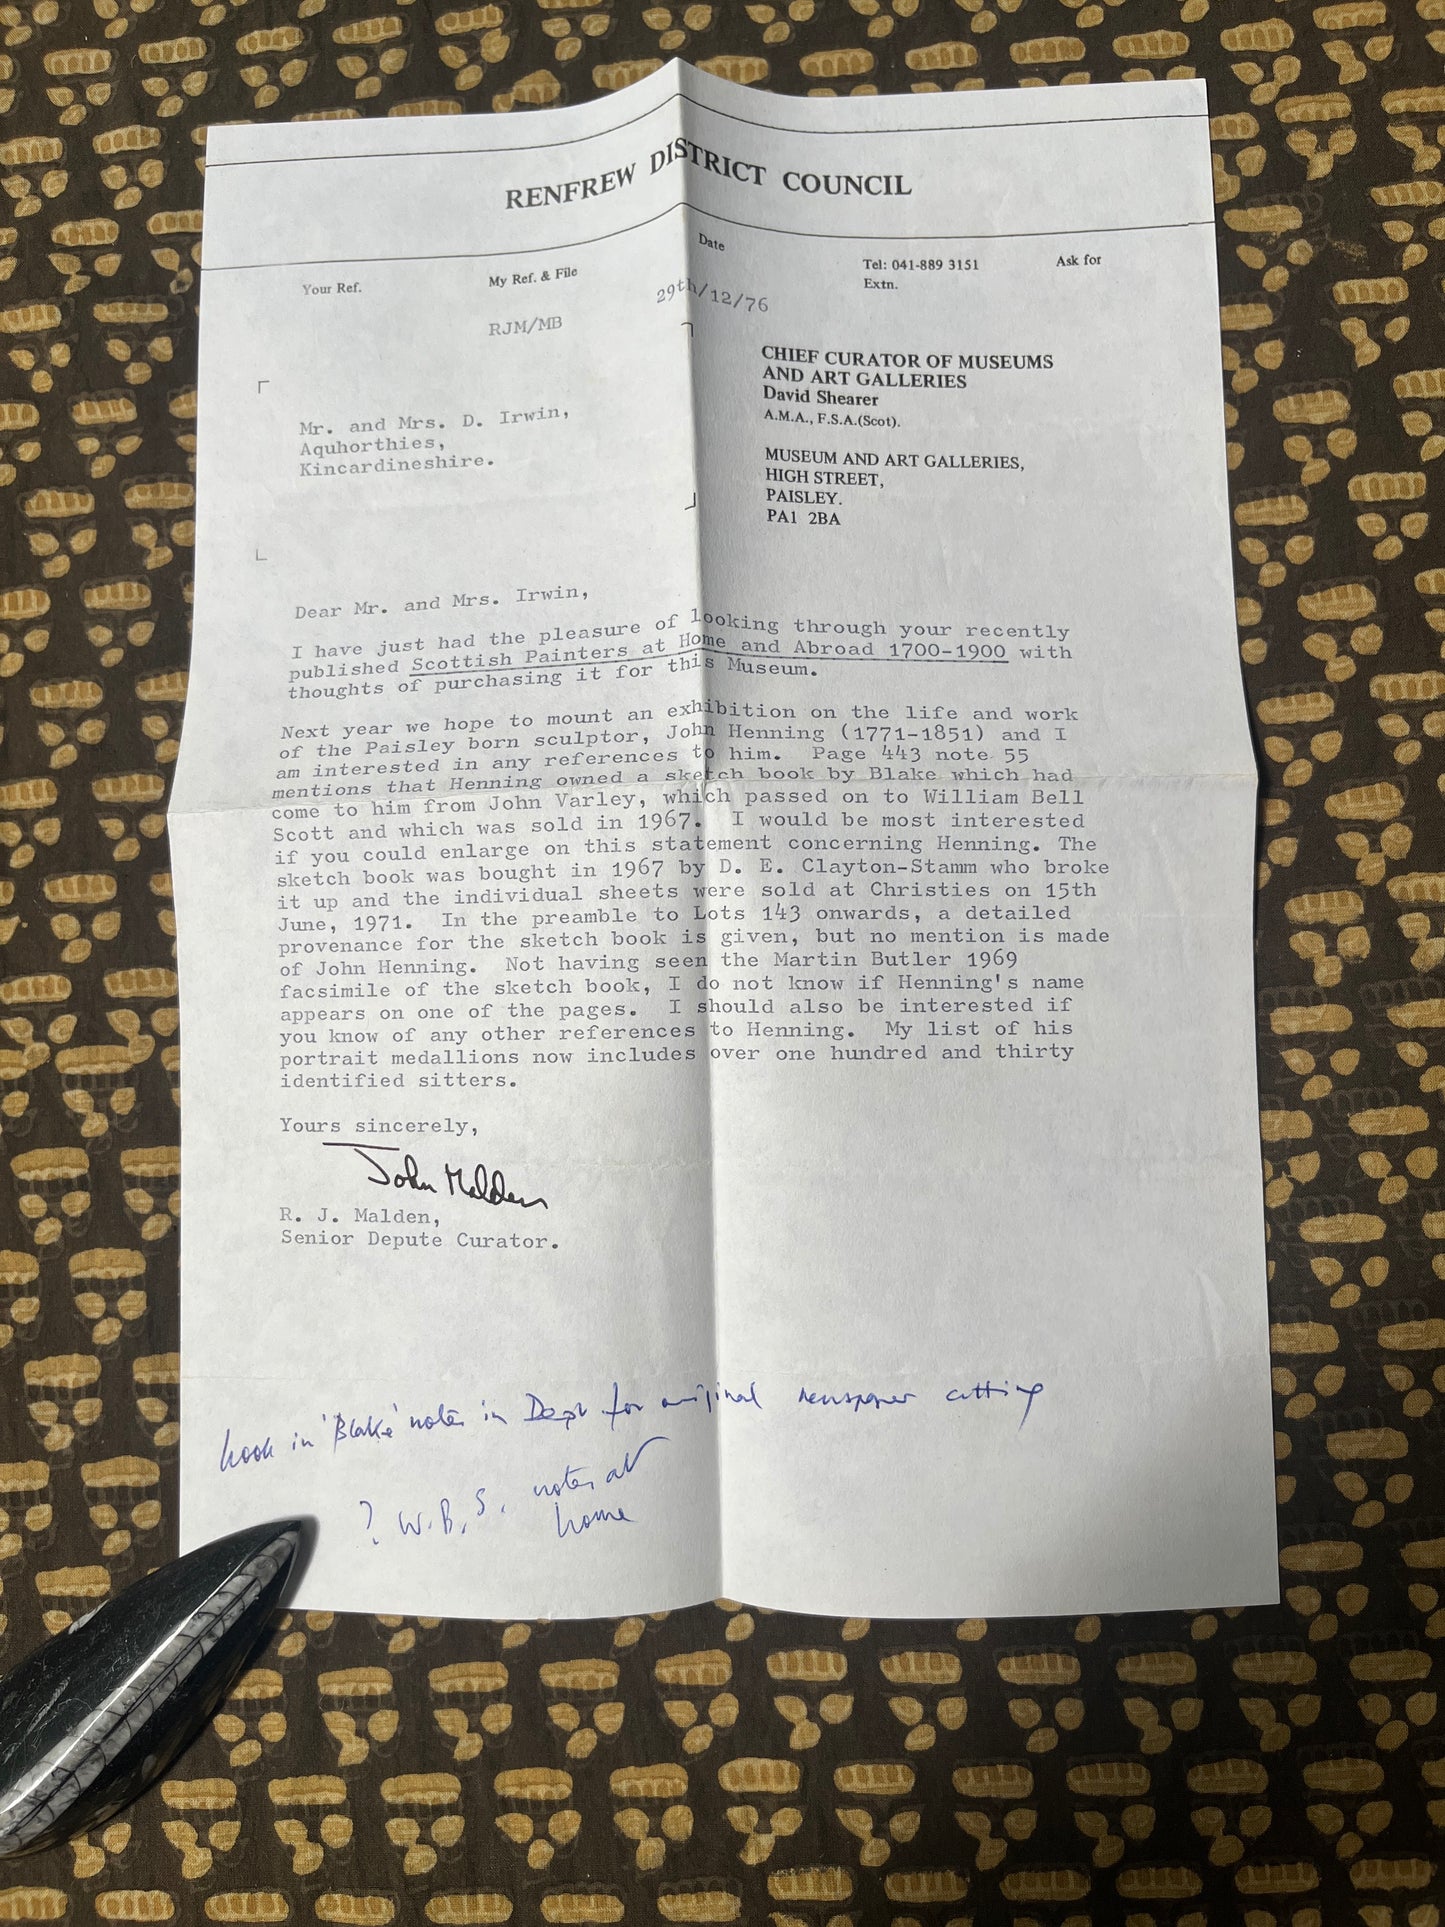 RENFREW DISTRICT COUNCIL
Your Ref.
My Ref. & File
Date
Tel: 041-889 3151
Ask for
Extn.
RJM/MB
29th/12/76
CHIEF CURATOR OF MUSEUMS
AND ART GALLERIES
David Shearer
A.M.A., F.S.A.(Scot).
MUSEUM AND ART GALLERIES,
HIGH STREET,
PAISLEY.
PA1 2BA
Mr. and Mrs. D. Irwin,
Aquhorthies,
Kincardineshire.
Dear Mr. and Mrs. Irwin,
I have just had the pleasure of looking through your recently
published Scottish Painters at Home and Abroad 1700-1900 with
thoughts of purchasing it for this Museum.
Next year we hope to mount an exhibition on the life and work
of the Paisley born sculptor, John Henning (1771-1851) and I
am interested in any references to him. Page 443 note 55
mentions that Henning owned a sketch book by Blake which had
come to him from John Varley, which passed on to William Bell
Scott and which was sold in 1967. I would be most interested
if you could enlarge on this statement concerning Henning. The
sketch book was bought in 1967 by D. E. Clayton-Stamm who broke
it up and the individual sheets were sold at Christies on 15th
June, 1971. In the preamble to Lots 143 onwards, a detailed
provenance for the sketch book is given, but no mention is made
of John Henning. Not having seen the Martin Butler 1969
facsimile of the sketch book, I do not know if Henning's name
appears on one of the pages. I should also be interested if
you know of any other references to Henning. My list of his
portrait medallions now includes over one hundred and thirty
identified sitters.
Yours sincerely,
John Malden
R. J. Malden,
Senior Depute Curator.
Look in 'Blake' notes in Dept for original newspaper cutting
? W.B.S. notes at
home